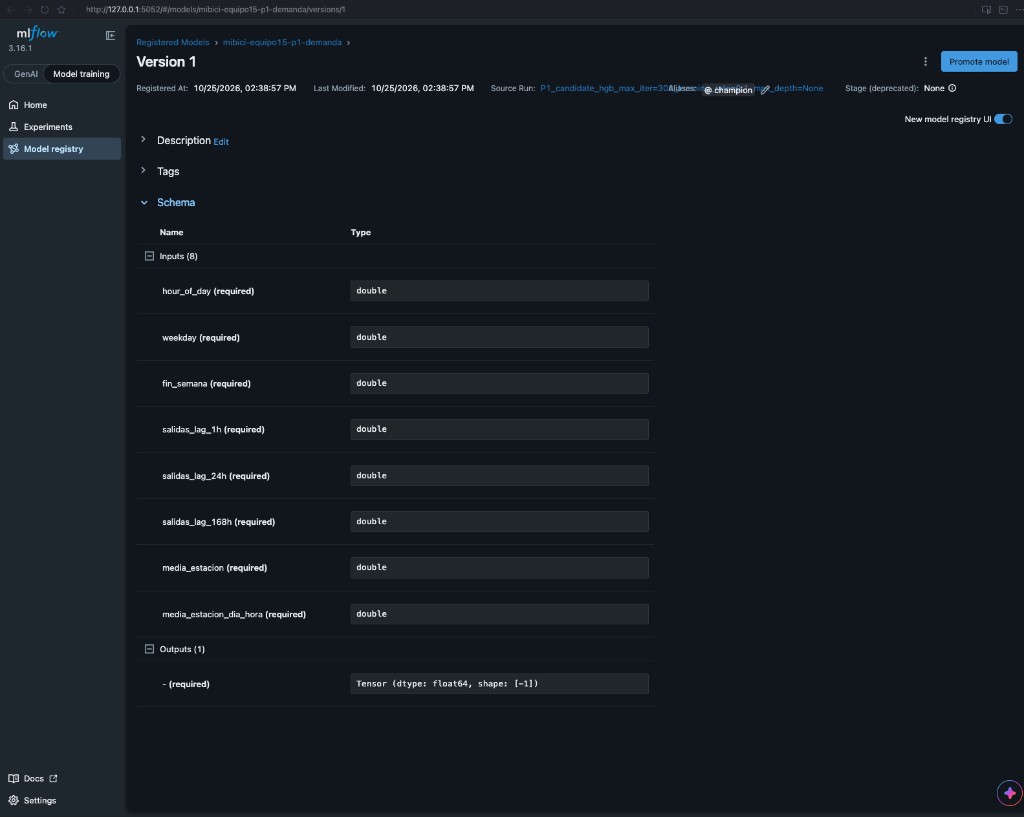 http://127.0.0.1:5052/#/models/mibici-equipo15-p1-demanda/versions/1
mlflow
3.16.1
GenAI Model training
Home
Experiments
Model registry
Registered Models › mibici-equipo15-p1-demanda ›
Version 1
Promote model
Registered At: 10/25/2026, 02:38:57 PM Last Modified: 10/25/2026, 02:38:57 PM Source Run: P1_candidate_hgb_max_iter=30 Aliases: @ champion depth=None Stage (deprecated): None
New model registry UI
Description Edit
Tags
Schema
Name Type
Inputs (8)
hour_of_day (required) double
weekday (required) double
fin_semana (required) double
salidas_lag_1h (required) double
salidas_lag_24h (required) double
salidas_lag_168h (required) double
media_estacion (required) double
media_estacion_dia_hora (required) double
Outputs (1)
- (required) Tensor (dtype: float64, shape: [-1])
Docs
Settings